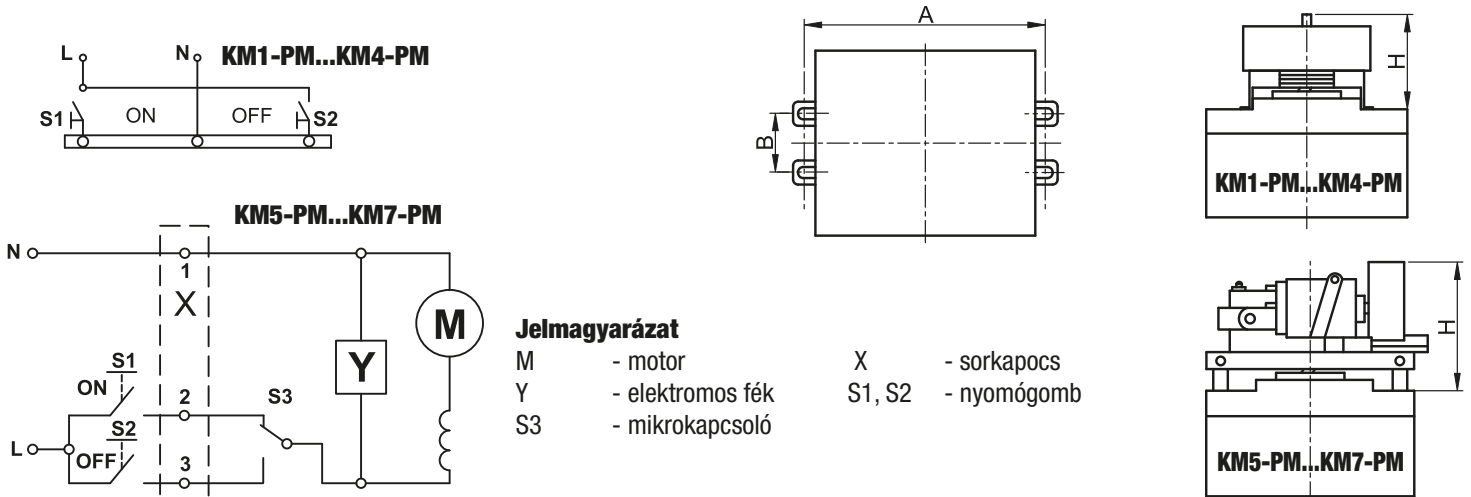 L N KM1-PM...KM4-PM
S1 ON OFF S2
KM5-PM...KM7-PM
N
1
X
M
Y
S1
ON
2
S3
S2
L
OFF
3
Jelmagyarázat
M - motor X - sorkapocs
Y - elektromos fék S1, S2 - nyomógomb
S3 - mikrokapcsoló
A
B
H
KM1-PM...KM4-PM
H
KM5-PM...KM7-PM